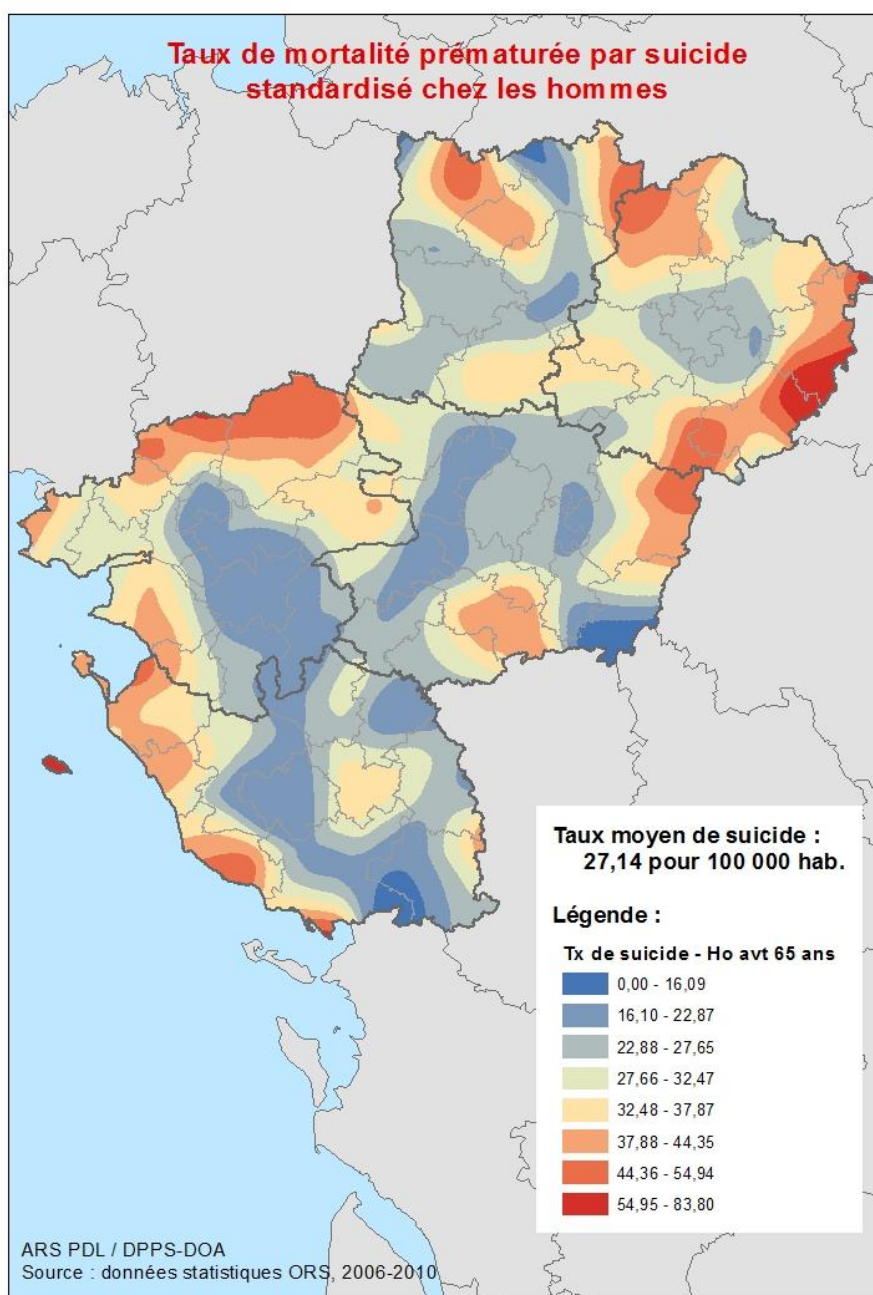 Taux de mortalité prématurée par suicide
standardisé chez les hommes
Taux moyen de suicide :
27,14 pour 100 000 hab.
Légende :
Tx de suicide - Ho avt 65 ans
0,00 - 16,09
16,10 - 22,87
22,88 - 27,65
27,66 - 32,47
32,48 - 37,87
37,88 - 44,35
44,36 - 54,94
54,95 - 83,80
ARS PDL / DPPS-DOA
Source : données statistiques ORS, 2006-2010